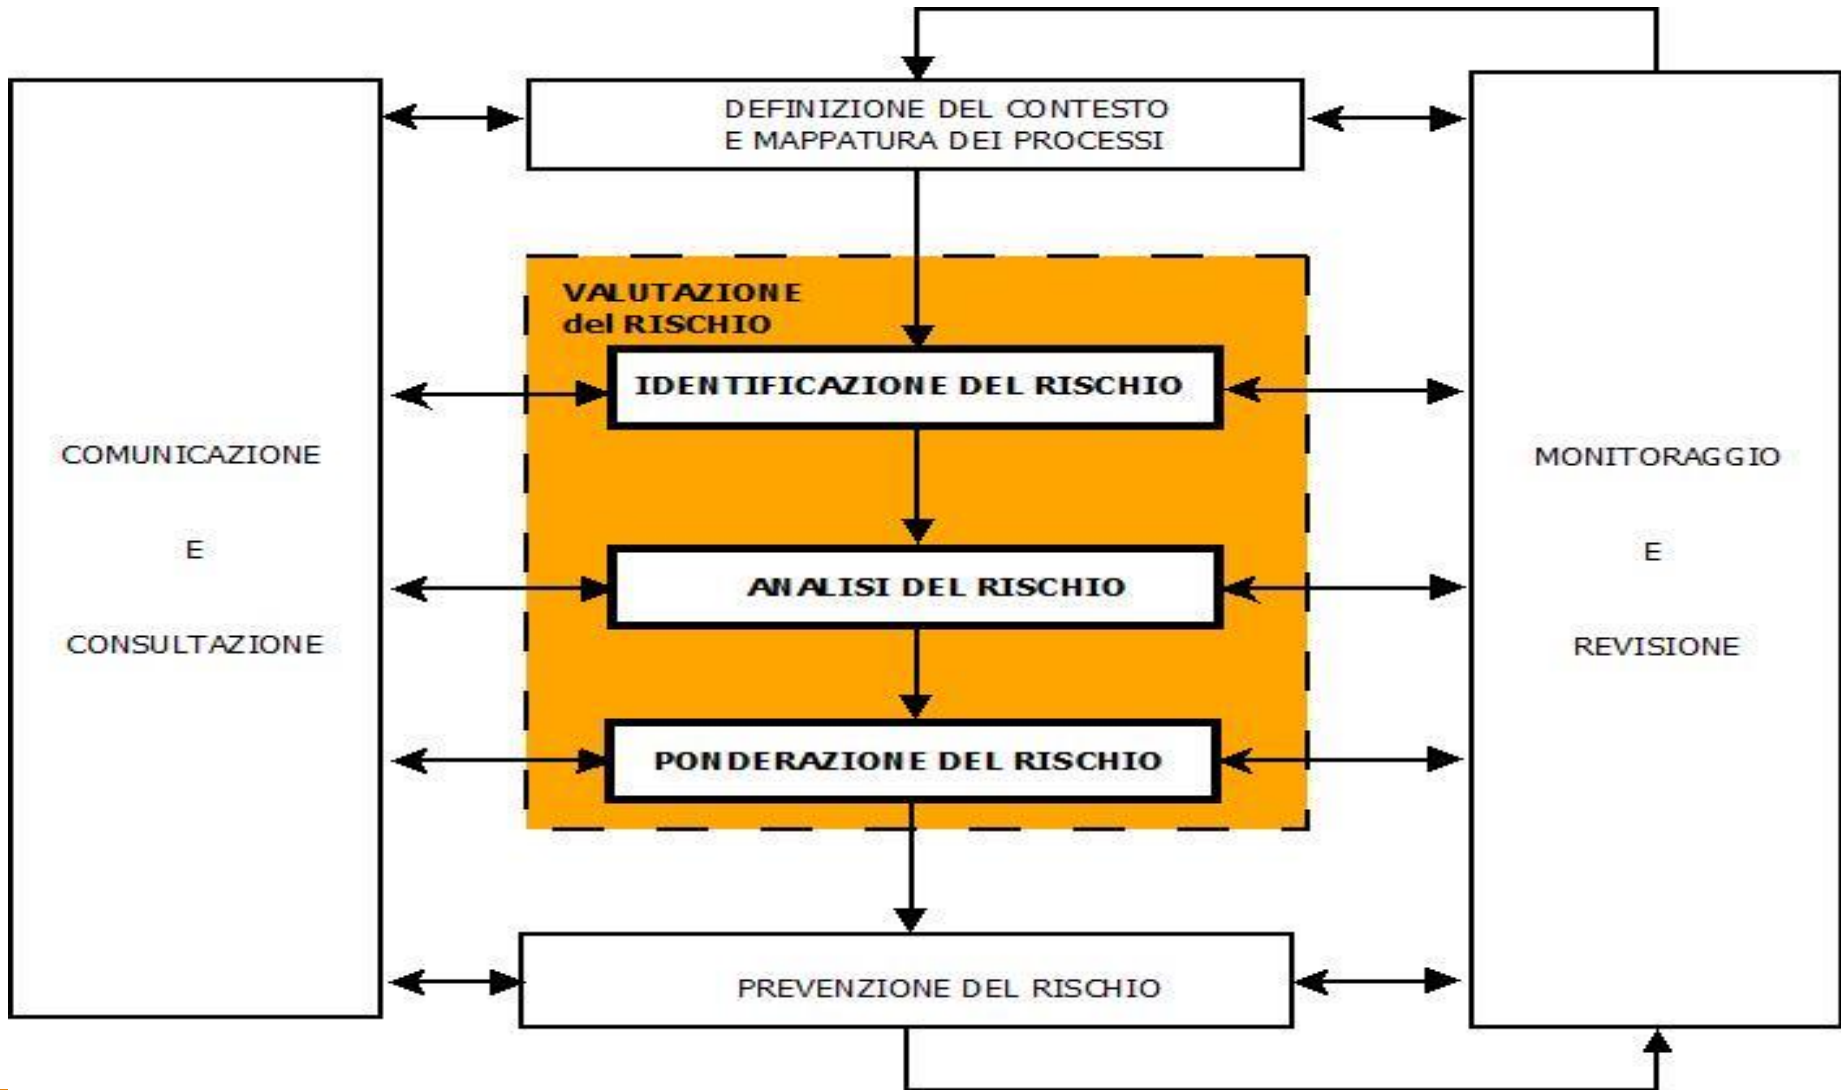 DEFINIZIONE DEL CONTESTO
E MAPPATURA DEI PROCESSI
VALUTAZIONE
del RISCHIO
IDENTIFICAZIONE DEL RISCHIO
COMUNICAZIONE
E
CONSULTAZIONE
ANALISI DEL RISCHIO
PONDERAZIONE DEL RISCHIO
MONITORAGGIO
E
REVISIONE
PREVENZIONE DEL RISCHIO